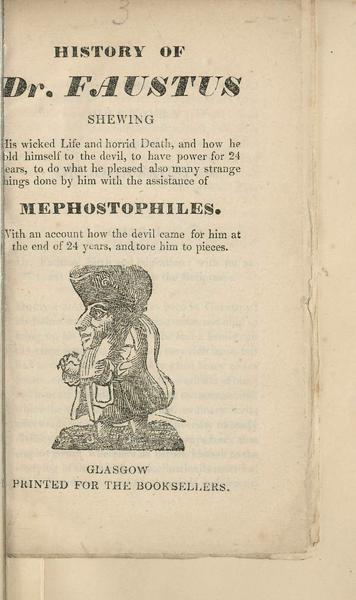 3
HISTORY OF
Dr. FAUSTUS
SHEWING
His wicked Life and horrid Death, and how he
old himself to the devil, to have power for 24
ears, to do what he pleased also many strange
hings done by him with the assistance of
MEPHOSTOPHILES.
With an account how the devil came for him at
the end of 24 years, and tore him to pieces.
GLASGOW
PRINTED FOR THE BOOKSELLERS.